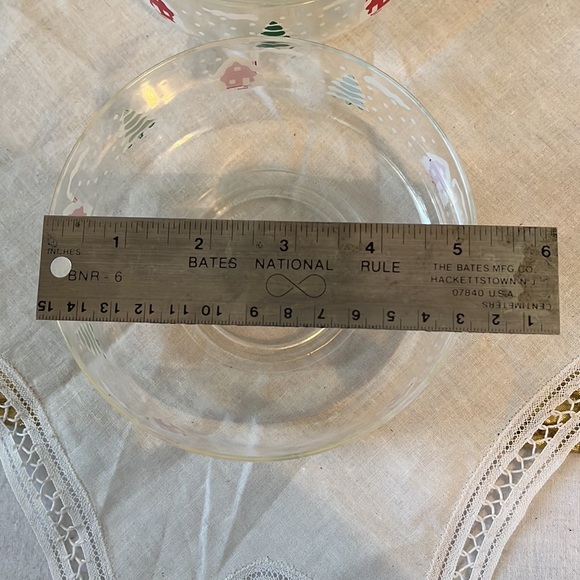 1 2 3 4 5 6
INCHES
BATES NATIONAL RULE
THE BATES MFG CO.
HACKETTSTOWN N.J.
07840 U.S.A.
BNR - 6
CENTIMETERS
15 14 13 12 11 10 9 8 7 6 5 4 3 2 1